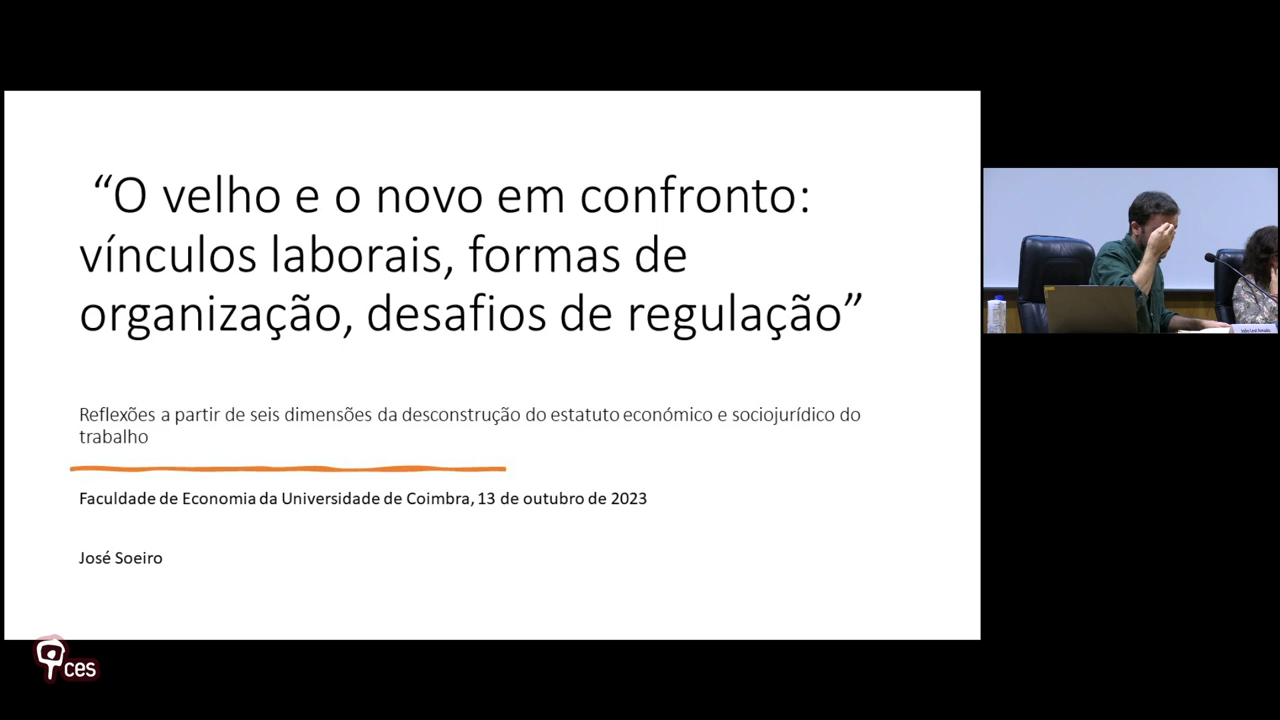 “O velho e o novo em confronto:
vínculos laborais, formas de
organização, desafios de regulação”
Reflexões a partir de seis dimensões da desconstrução do estatuto económico e sociojurídico do
trabalho
Faculdade de Economia da Universidade de Coimbra, 13 de outubro de 2023
José Soeiro
ces